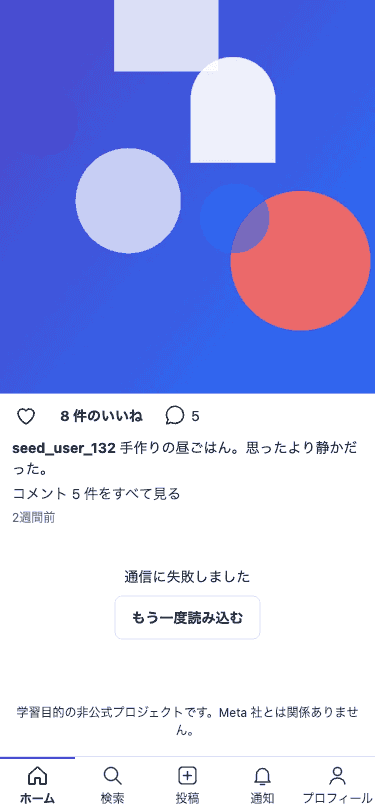 8 件のいいね 5
seed_user_132 手作りの昼ごはん。思ったより静かだ
った。
コメント 5 件をすべて見る
2週間前
通信に失敗しました
もう一度読み込む
学習目的の非公式プロジェクトです。Meta 社とは関係ありませ
ん。
ホーム 検索 投稿 通知 プロフィール